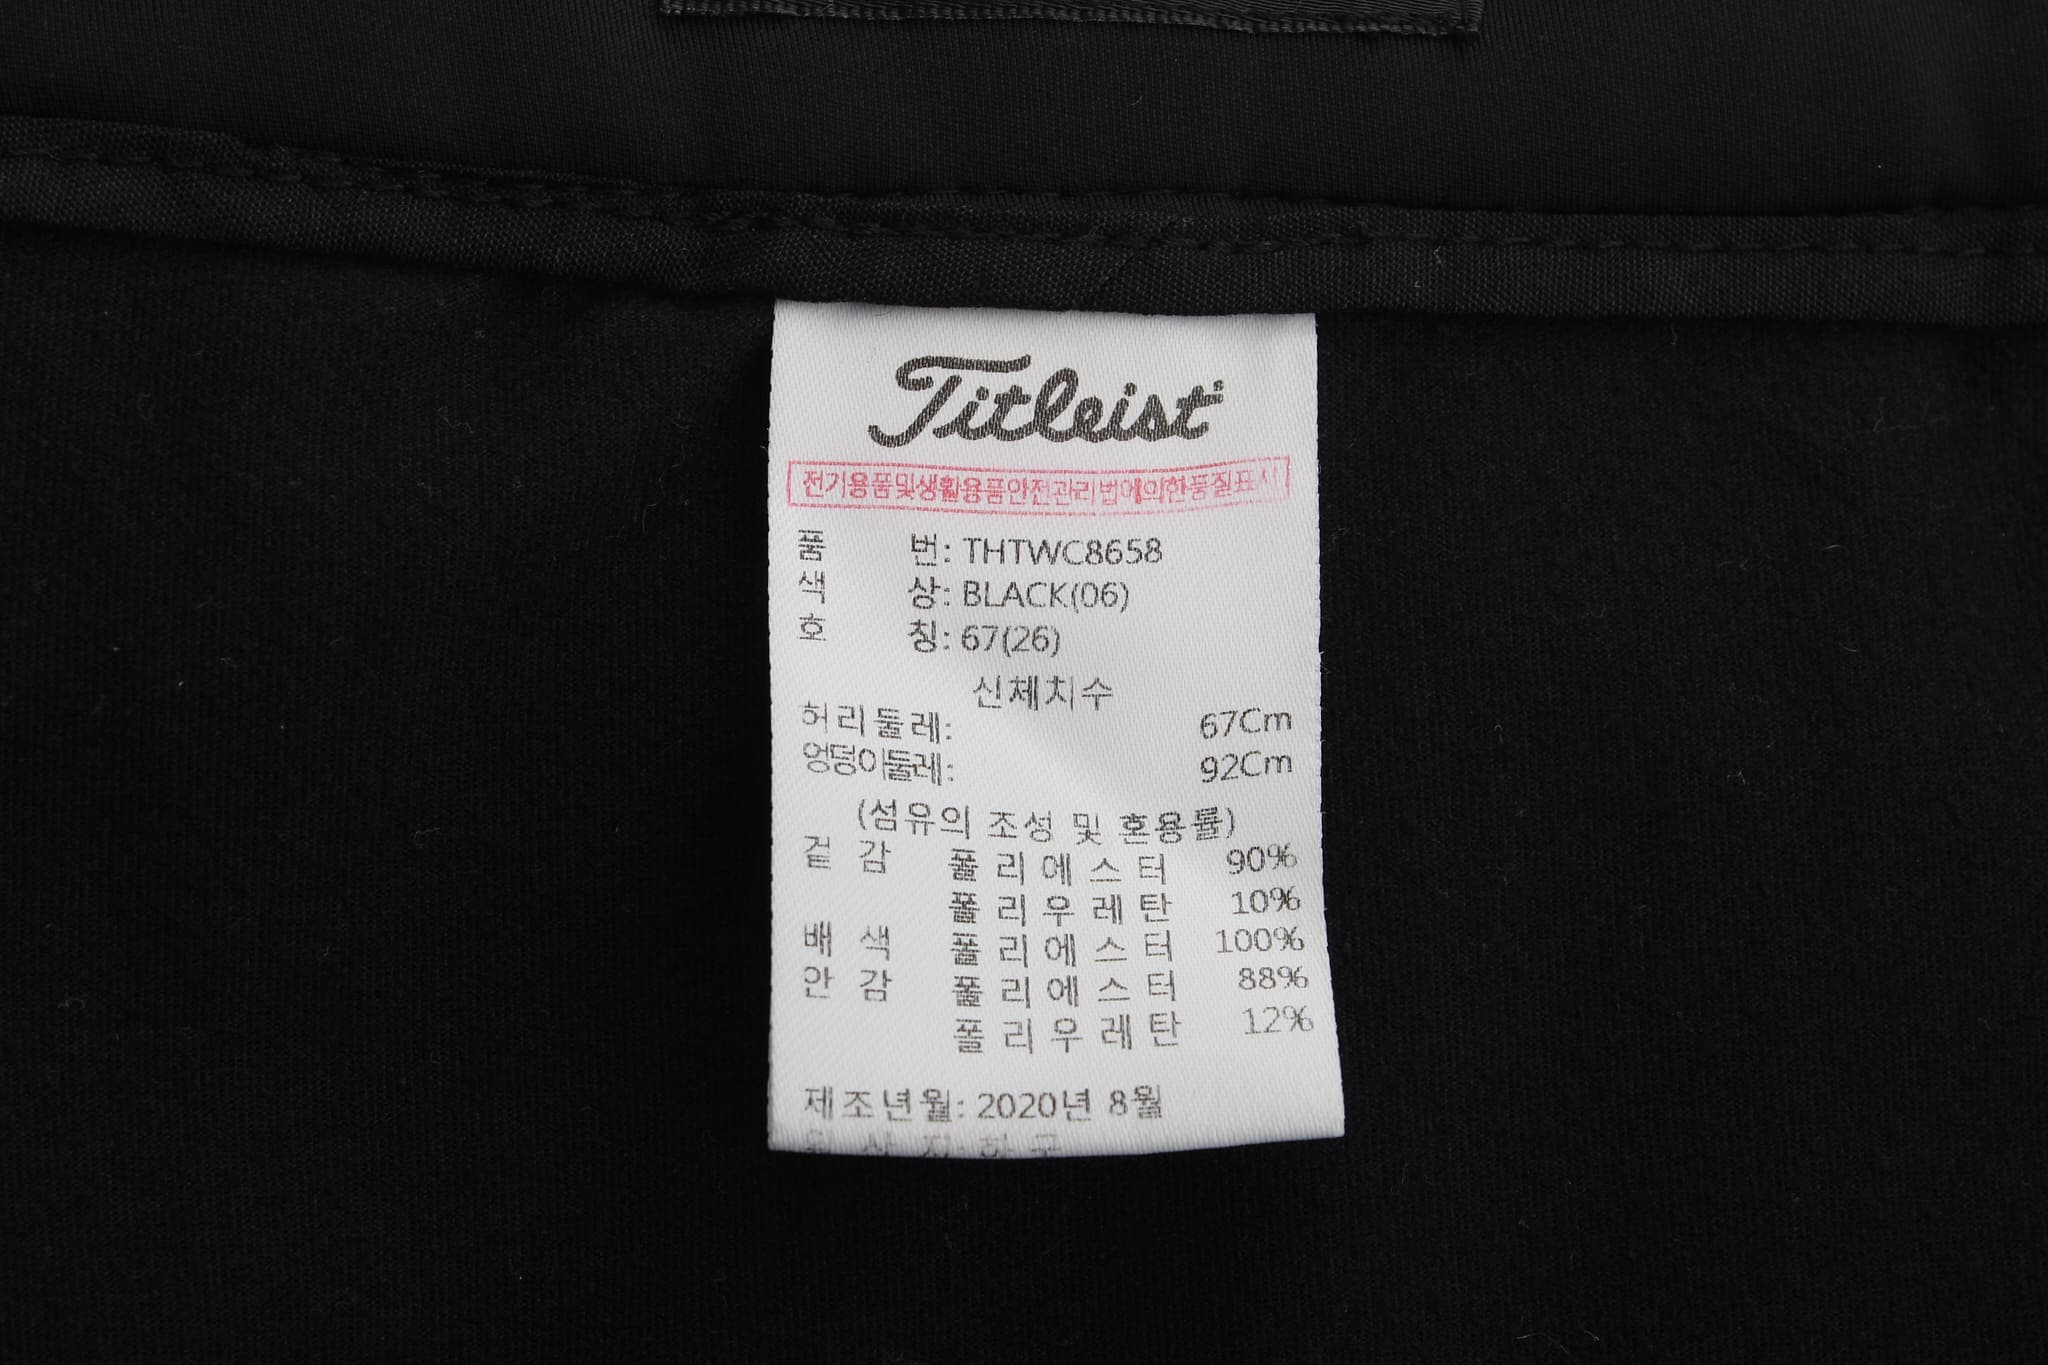 Titleist
전기용품및생활용품안전관리법에의한품질표시
품 번: THTWC8658
색 상: BLACK(06)
호 칭: 67(26)
신체치수
허리둘레: 67Cm
엉덩이둘레: 92Cm
(섬유의 조성 및 혼용률)
겉 감 폴리에스터 90%
폴리우레탄 10%
배 색 폴리에스터 100%
안 감 폴리에스터 88%
폴리우레탄 12%
제조년월: 2020년 8월
원 산 지: 한 국